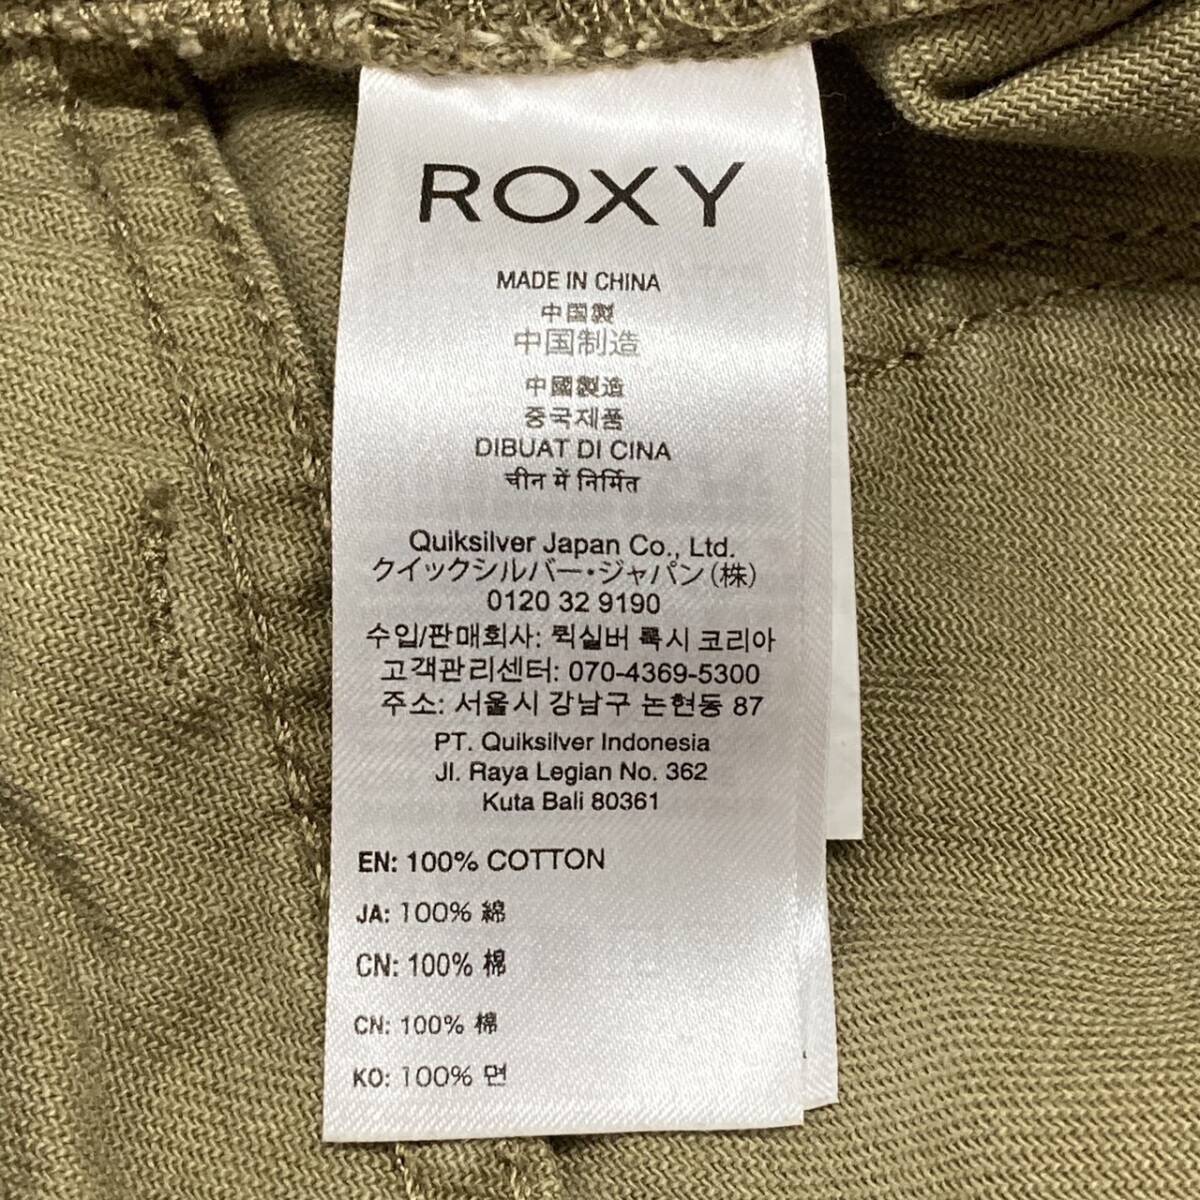 ROXY
MADE IN CHINA
中国製
中国制造
中國製造
중국제품
DIBUAT DI CINA
चीन में निर्मित
Quiksilver Japan Co., Ltd.
クイックシルバー・ジャパン(株)
0120 32 9190
수입/판매회사: 퀵실버 록시 코리아
고객관리센터: 070-4369-5300
주소: 서울시 강남구 논현동 87
PT. Quiksilver Indonesia
Jl. Raya Legian No. 362
Kuta Bali 80361
EN: 100% COTTON
JA: 100% 綿
CN: 100% 棉
CN: 100% 棉
KO: 100% 면